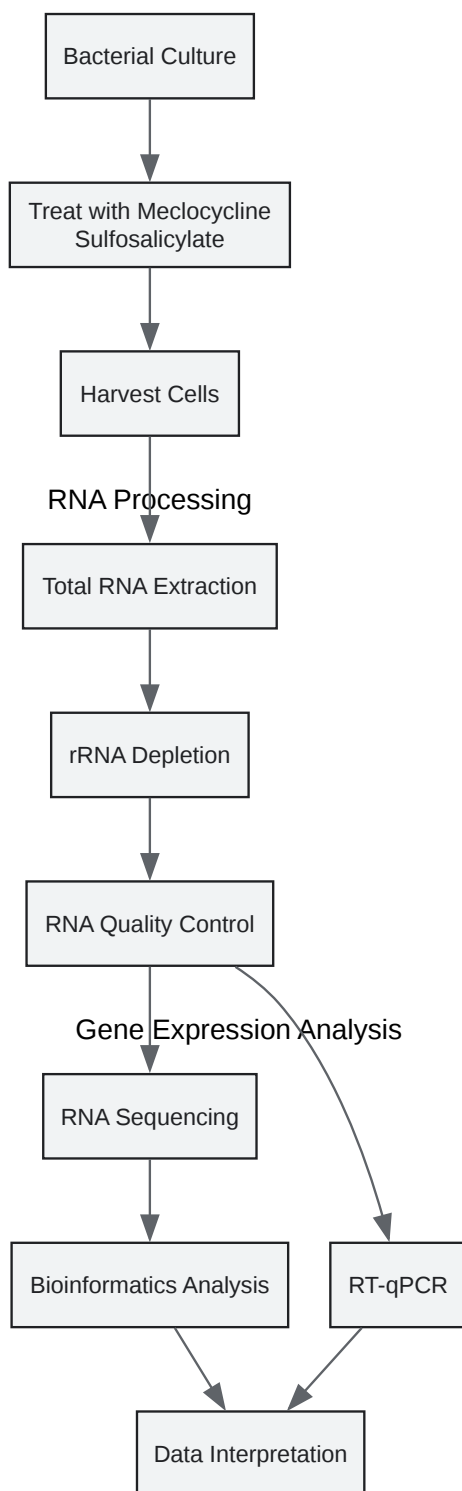 Bacterial Culture
Treat with Meclocycline
Sulfosalicylate
Harvest Cells
RNA Processing
Total RNA Extraction
rRNA Depletion
RNA Quality Control
Gene Expression Analysis
RNA Sequencing
Bioinformatics Analysis
RT-qPCR
Data Interpretation